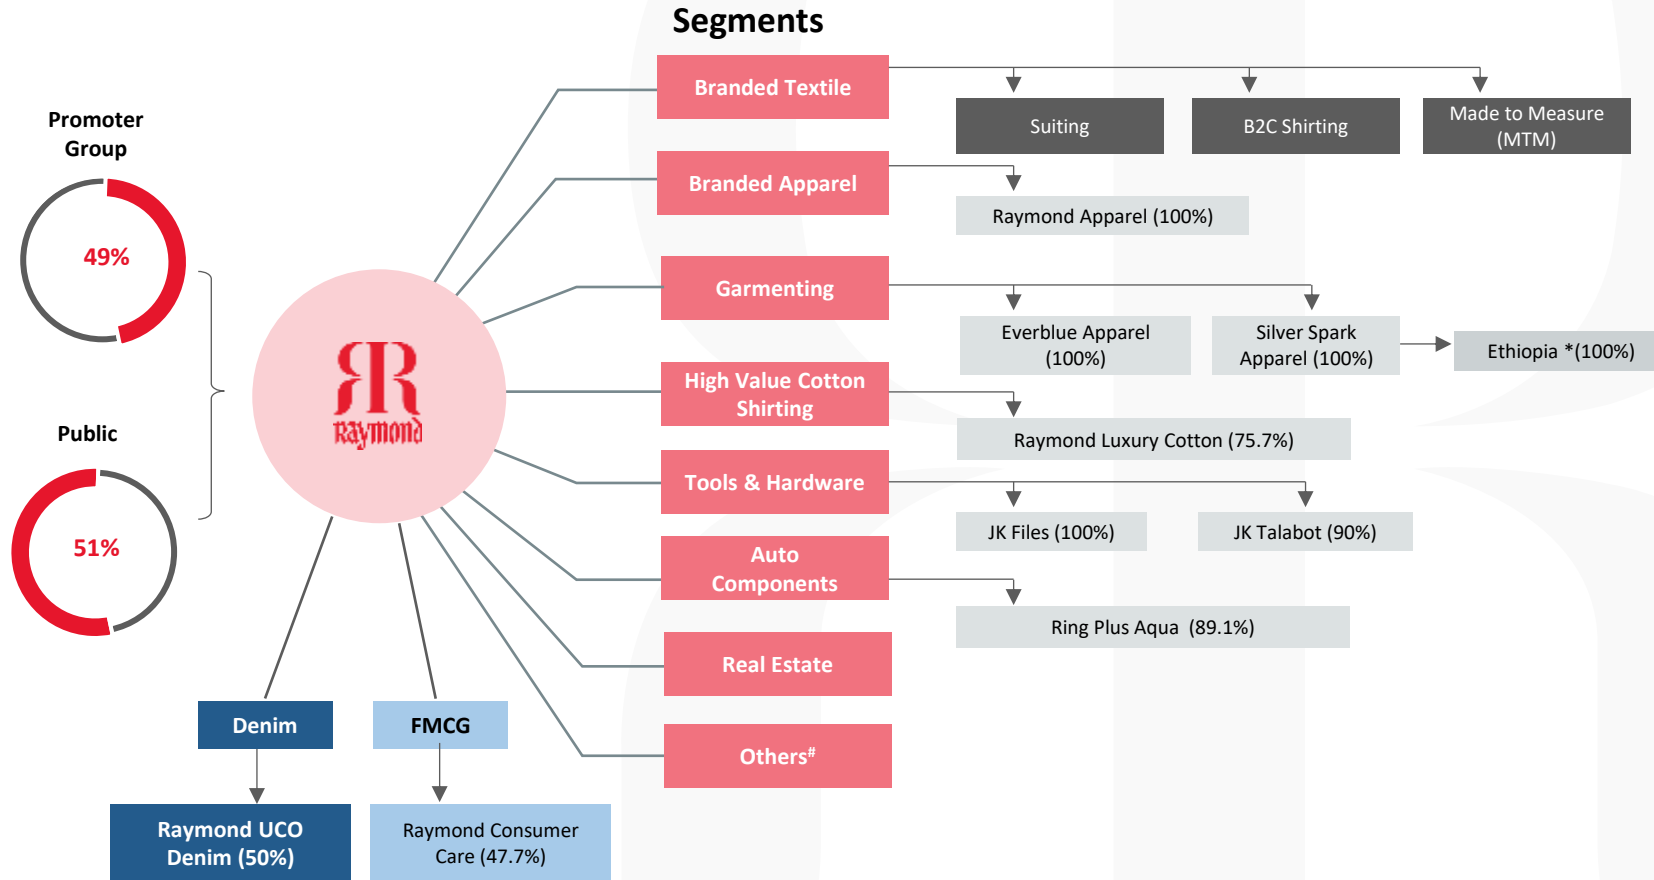 Segments
Promoter
Group
49%
Public
51%
Raymond
Branded Textile
Suiting
B2C Shirting
Made to Measure
(MTM)
Branded Apparel
Raymond Apparel (100%)
Garmenting
Everblue Apparel
(100%)
Silver Spark
Apparel (100%)
Ethiopia *(100%)
High Value Cotton
Shirting
Raymond Luxury Cotton (75.7%)
Tools & Hardware
JK Files (100%)
JK Talabot (90%)
Auto
Components
Ring Plus Aqua (89.1%)
Real Estate
Others#
Denim
FMCG
Raymond UCO
Denim (50%)
Raymond Consumer
Care (47.7%)